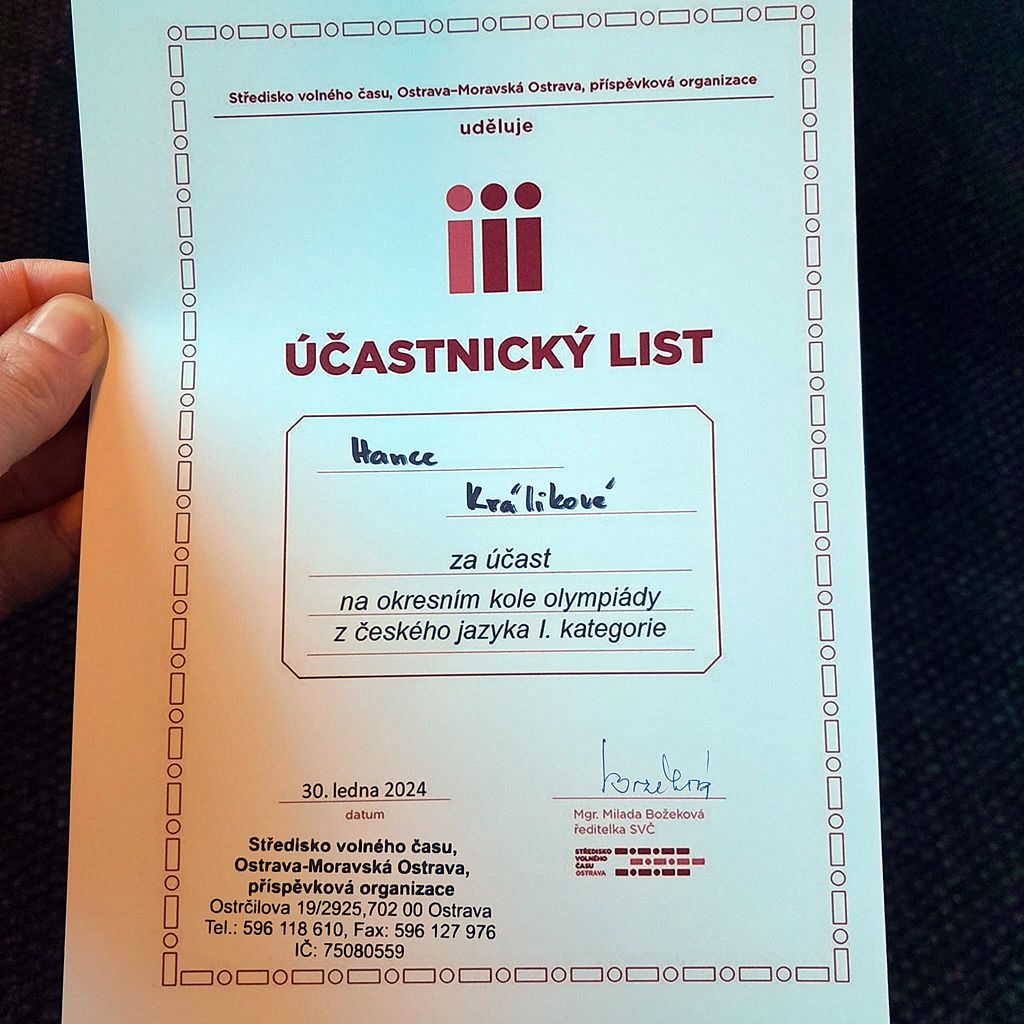 Středisko volného času, Ostrava–Moravská Ostrava, příspěvková organizace
uděluje
ÚČASTNICKÝ LIST
Hance
Králíkové
za účast
na okresním kole olympiády
z českého jazyka I. kategorie
30. ledna 2024
datum
Mgr. Milada Božeková
ředitelka SVČ
STŘEDISKO
VOLNÉHO
ČASU
OSTRAVA
Středisko volného času,
Ostrava-Moravská Ostrava,
příspěvková organizace
Ostrčilova 19/2925,702 00 Ostrava
Tel.: 596 118 610, Fax: 596 127 976
IČ: 75080559